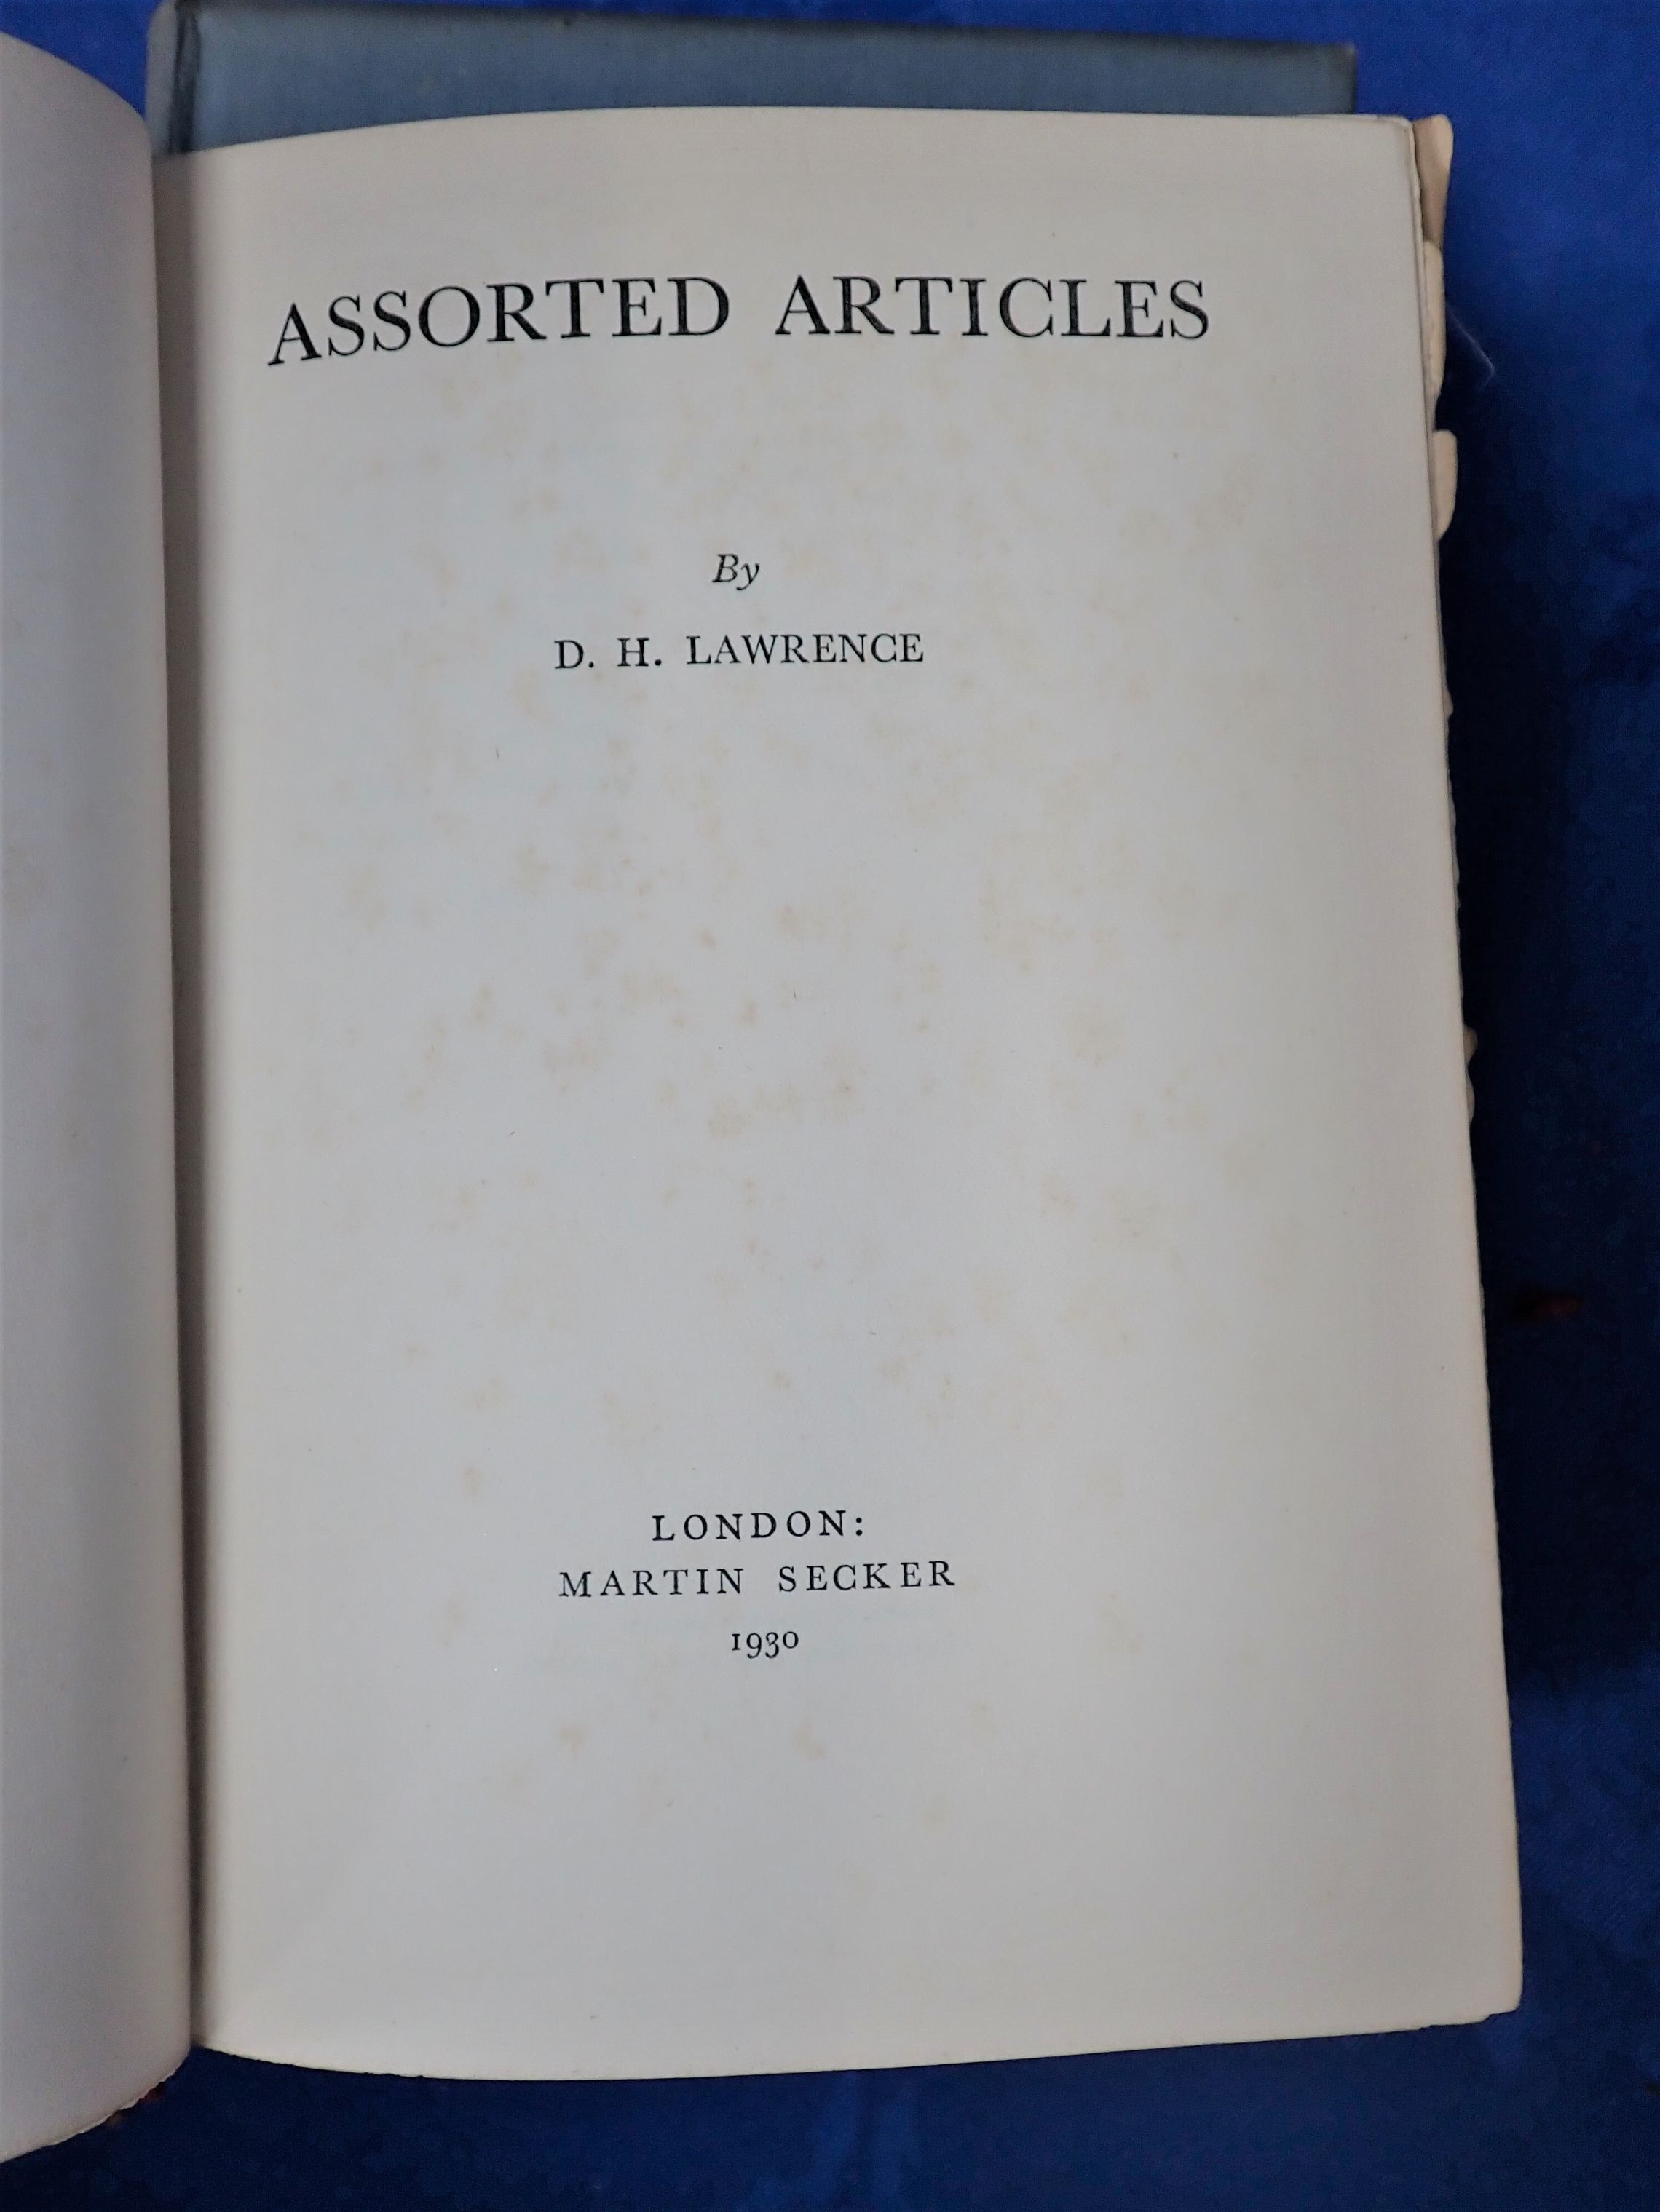 ASSORTED ARTICLES
By
D. H. LAWRENCE
LONDON:
MARTIN SECKER
1930